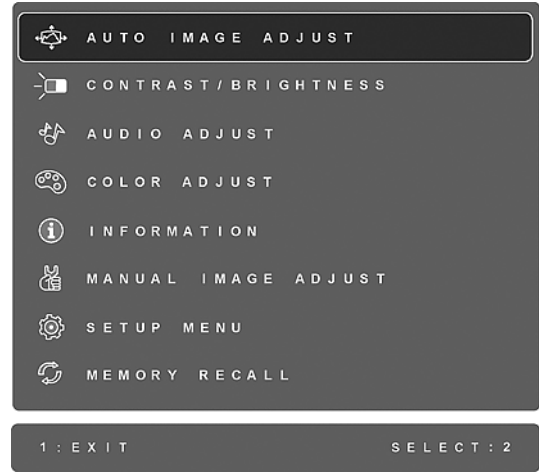 AUTO IMAGE ADJUST
CONTRAST/BRIGHTNESS
AUDIO ADJUST
COLOR ADJUST
INFORMATION
MANUAL IMAGE ADJUST
SETUP MENU
MEMORY RECALL
1:EXIT SELECT:2